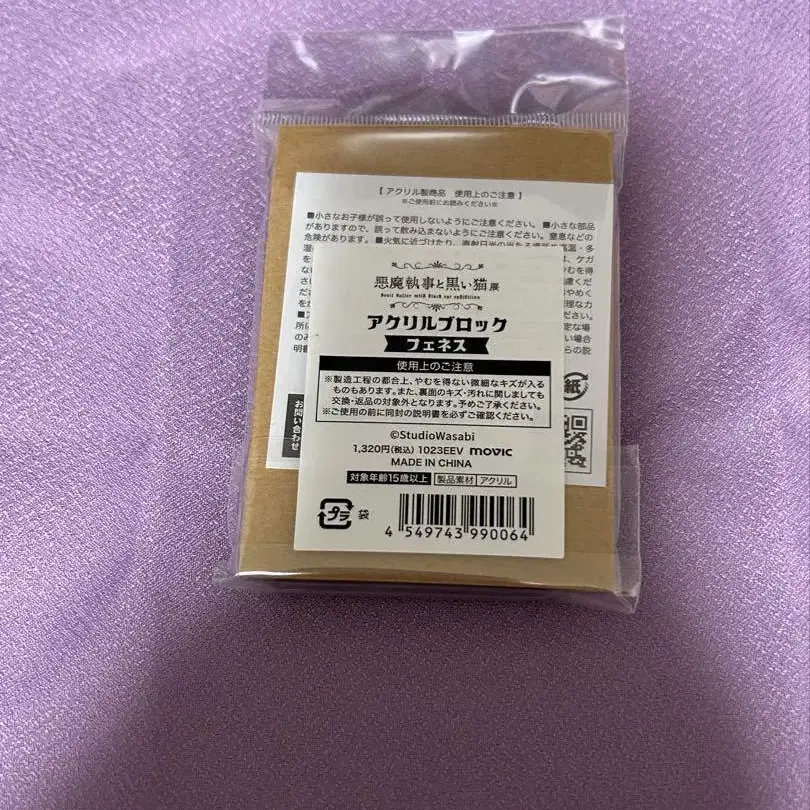 【 アクリル製商品 使用上のご注意 】
※ご使用前にお読みください※
■小さなお子様が誤って使用しないようにご注意ください。 ■小さな部品
がありますので、誤って飲み込まないようにご注意ください。窒息などの
危険があります。 ■火気に近づけたり、直射日光の当たる場所や高温・多
悪魔執事と黒い猫展
Devil Butler with Black cat exhibition
アクリルブロック
フェネス
使用上のご注意
※製造工程の都合上、やむを得ない微細なキズが入る
ものもあります。また、裏面のキズ・汚れに関しましても
交換・返品の対象外となります。予めご了承ください。
※ご使用の前に同封の説明書を必ずご確認ください。
©StudioWasabi
1,320円(税込) 1023EEV movic
MADE IN CHINA
対象年齢15歳以上 製品素材 アクリル
プラ 袋
4 549743 990064
お問い合わせ
紙